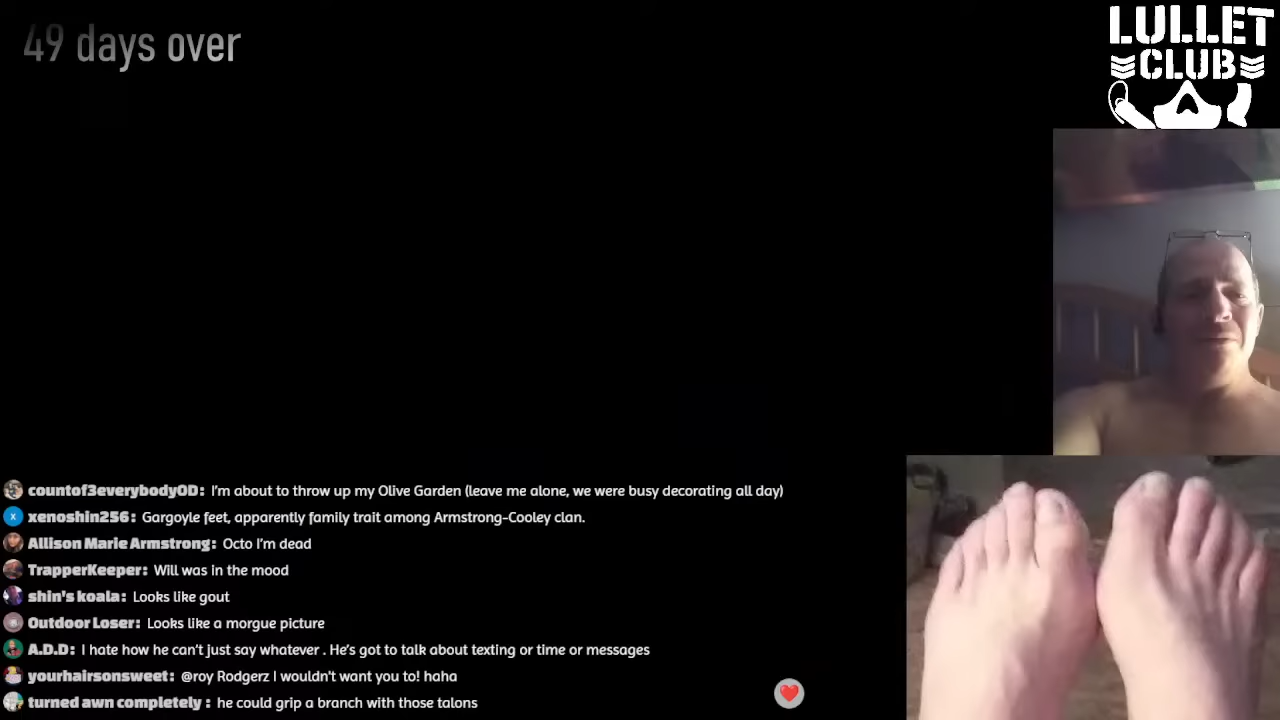 49 days over
LULLET
CLUB
countof3everybodyOD: I'm about to throw up my Olive Garden (leave me alone, we were busy decorating all day)
x
xenoshin256: Gargoyle feet, apparently family trait among Armstrong-Cooley clan.
Allison Marie Armstrong: Octo I'm dead
TrapperKeeper: Will was in the mood
shin's koala: Looks like gout
Outdoor Loser: Looks like a morgue picture
A.D.D: I hate how he can't just say whatever . He's got to talk about texting or time or messages
yourhairsonsweet: @roy Rodgerz I wouldn't want you to! haha
turned awn completely : he could grip a branch with those talons